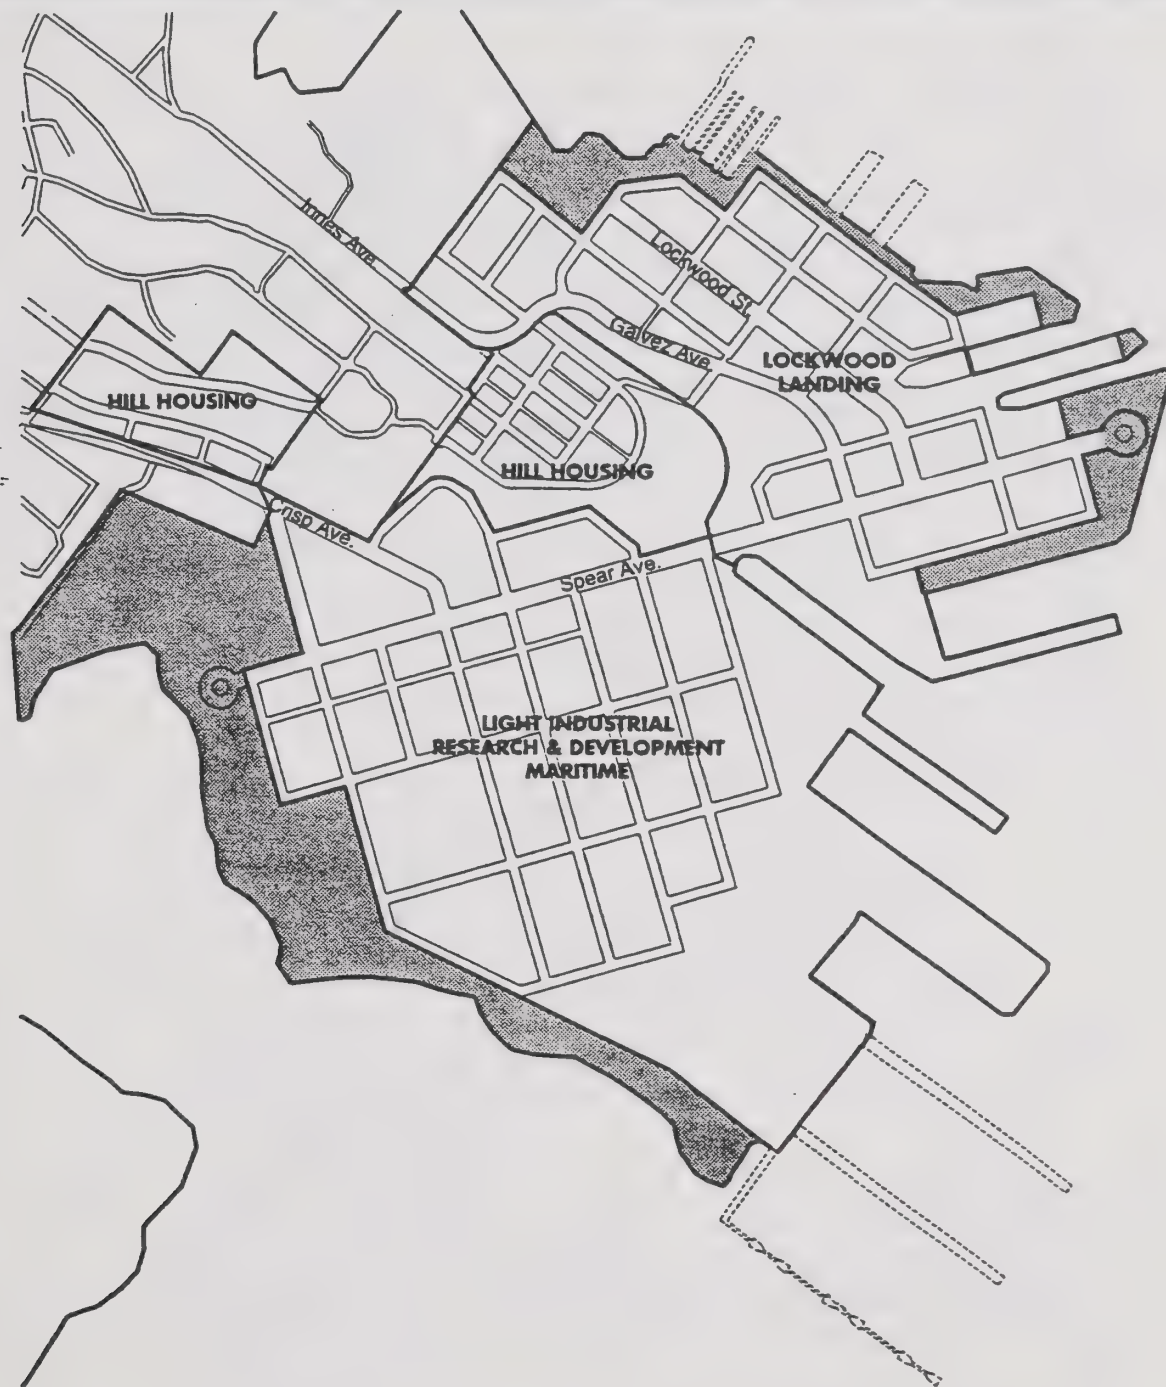 Innes Ave.
Lockwood St.
Galvez Ave.
LOCKWOOD
LANDING
HILL HOUSING
HILL HOUSING
Crisp Ave.
Spear Ave.
LIGHT INDUSTRIAL
RESEARCH & DEVELOPMENT
MARITIME